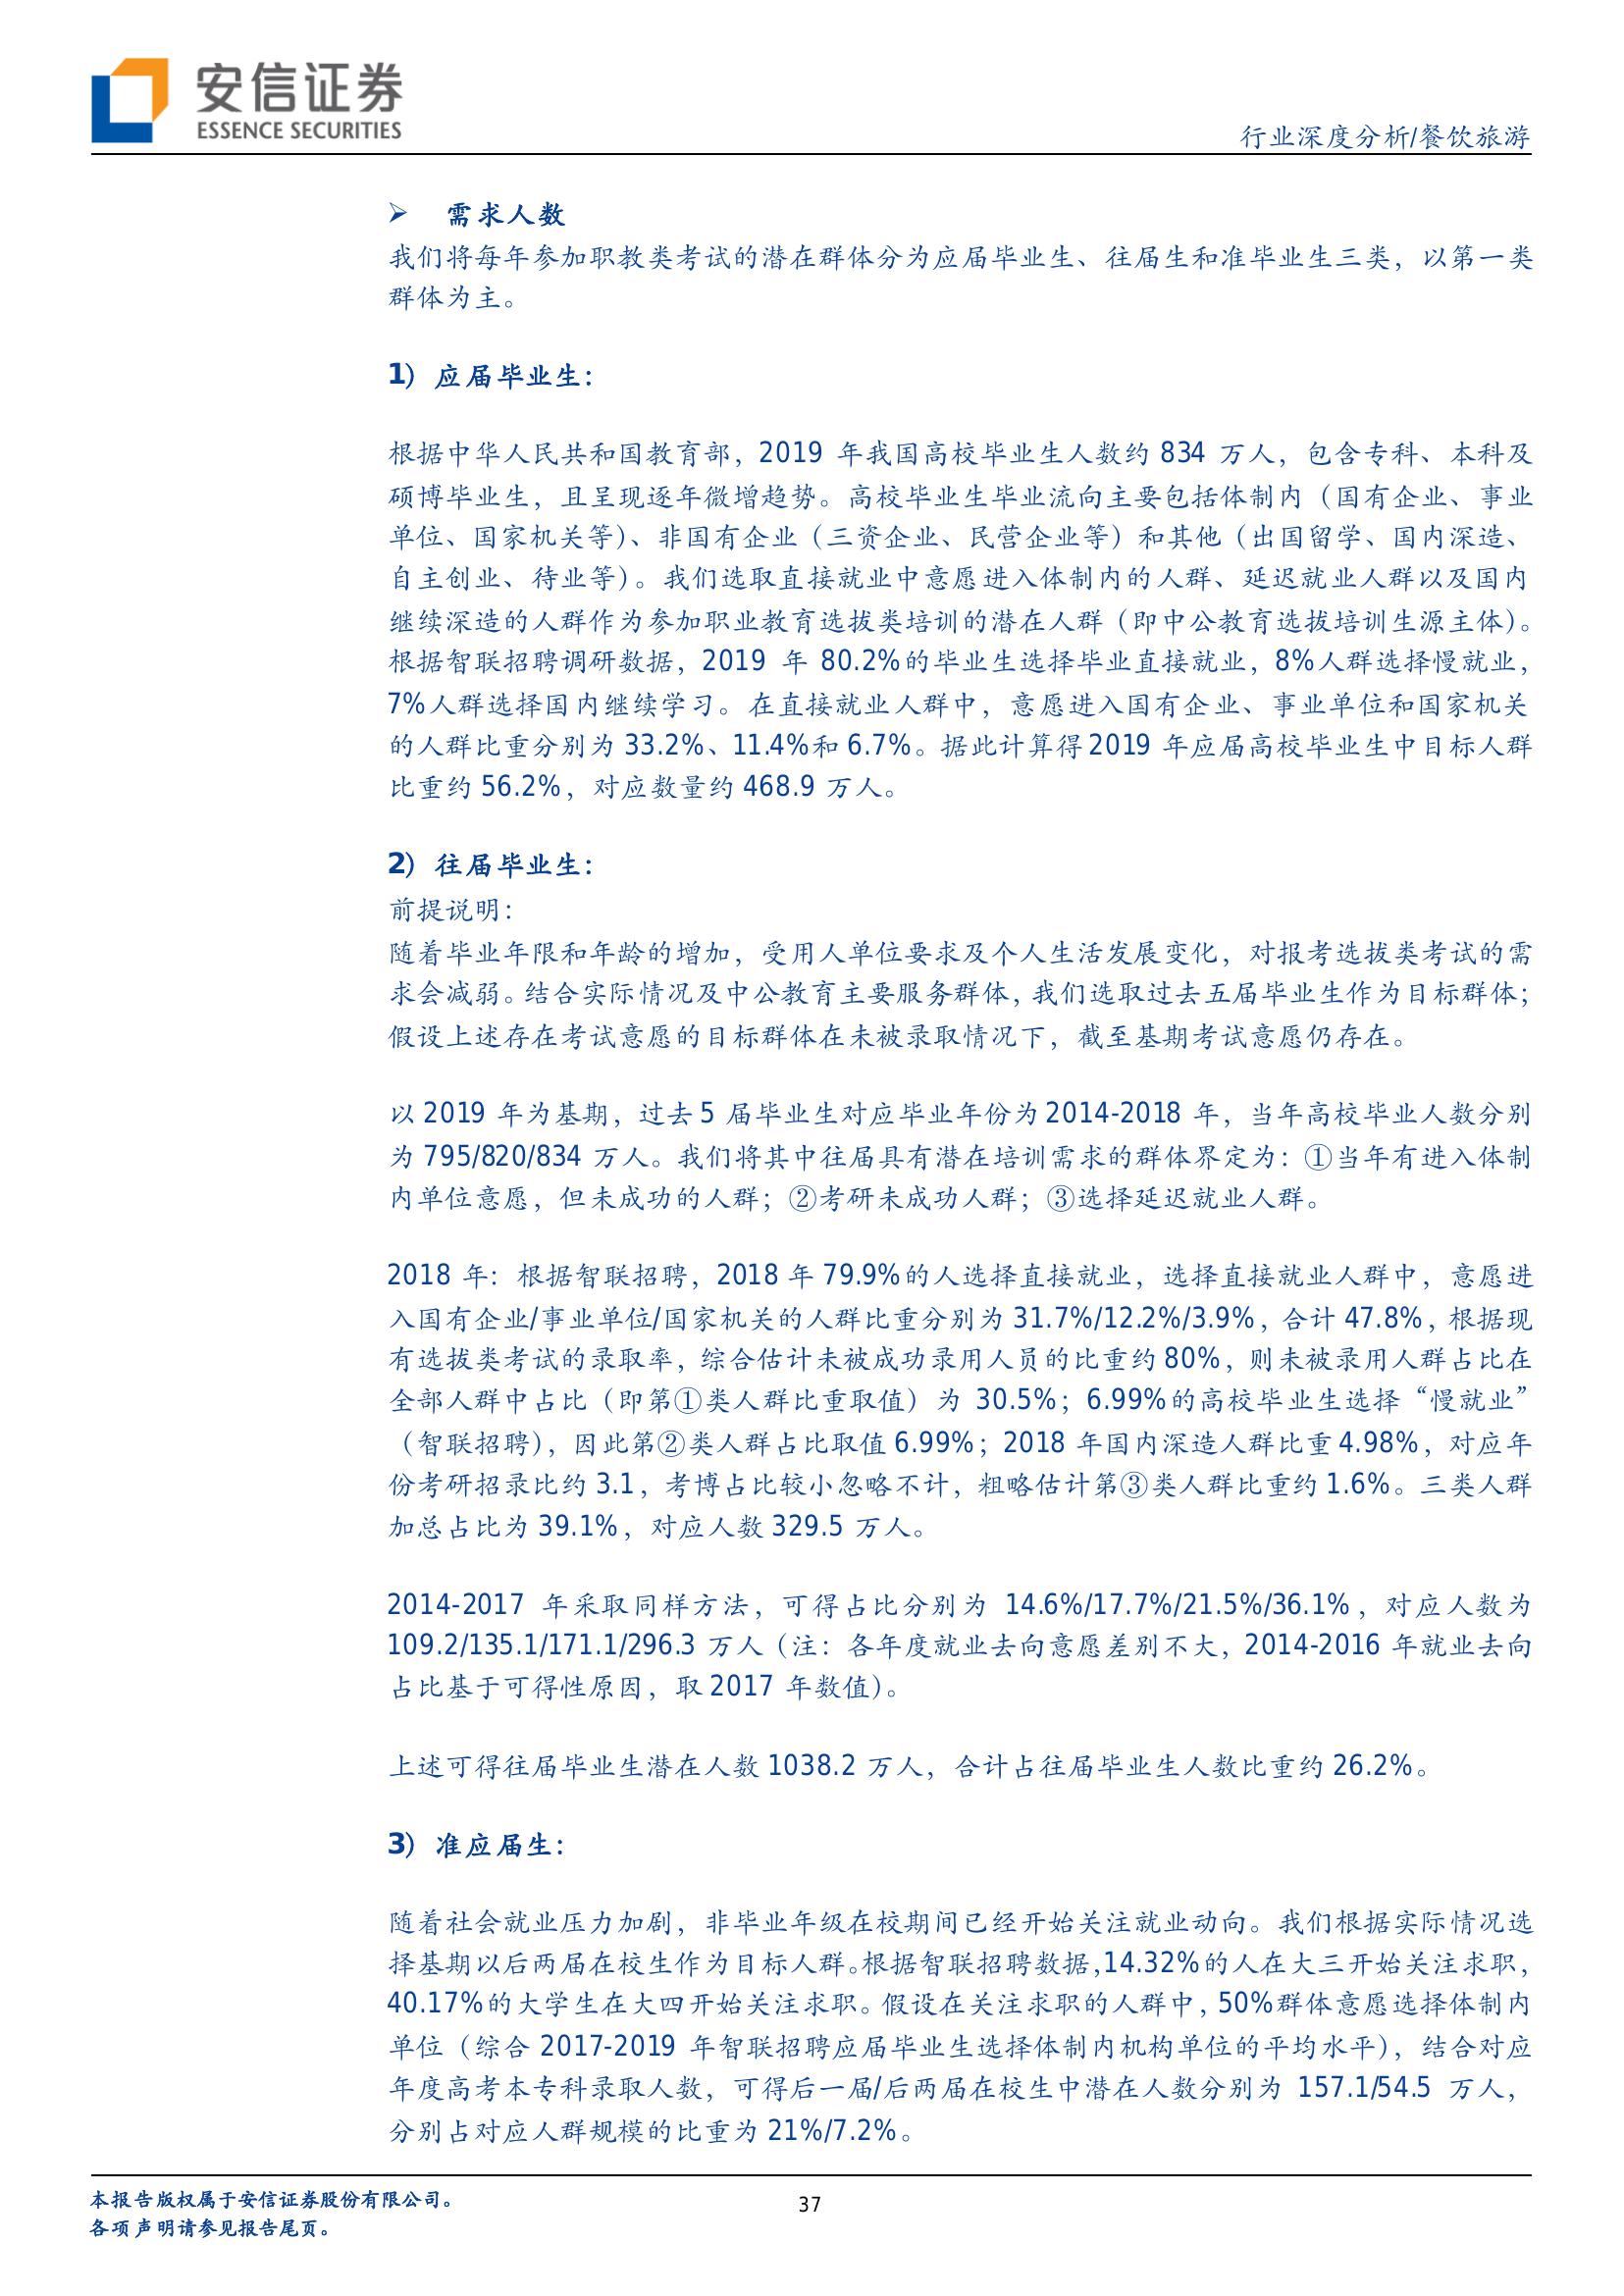 安信证券
ESSENCE SECURITIES
行业深度分析/餐饮旅游
➢ 需求人数
我们将每年参加职教类考试的潜在群体分为应届毕业生、往届生和准毕业生三类，以第一类
群体为主。
1）应届毕业生：
根据中华人民共和国教育部，2019 年我国高校毕业生人数约 834 万人，包含专科、本科及
硕博毕业生，且呈现逐年微增趋势。高校毕业生毕业流向主要包括体制内（国有企业、事业
单位、国家机关等）、非国有企业（三资企业、民营企业等）和其他（出国留学、国内深造、
自主创业、待业等）。我们选取直接就业中意愿进入体制内的人群、延迟就业人群以及国内
继续深造的人群作为参加职业教育选拔类培训的潜在人群（即中公教育选拔培训生源主体）。
根据智联招聘调研数据，2019 年 80.2%的毕业生选择毕业直接就业，8%人群选择慢就业，
7%人群选择国内继续学习。在直接就业人群中，意愿进入国有企业、事业单位和国家机关
的人群比重分别为 33.2%、11.4%和 6.7%。据此计算得 2019 年应届高校毕业生中目标人群
比重约 56.2%，对应数量约 468.9 万人。
2）往届毕业生：
前提说明：
随着毕业年限和年龄的增加，受用人单位要求及个人生活发展变化，对报考选拔类考试的需
求会减弱。结合实际情况及中公教育主要服务群体，我们选取过去五届毕业生作为目标群体；
假设上述存在考试意愿的目标群体在未被录取情况下，截至基期考试意愿仍存在。
以 2019 年为基期，过去 5 届毕业生对应毕业年份为 2014-2018 年，当年高校毕业人数分别
为 795/820/834 万人。我们将其中往届具有潜在培训需求的群体界定为：①当年有进入体制
内单位意愿，但未成功的人群；②考研未成功人群；③选择延迟就业人群。
2018 年：根据智联招聘，2018 年 79.9%的人选择直接就业，选择直接就业人群中，意愿进
入国有企业/事业单位/国家机关的人群比重分别为 31.7%/12.2%/3.9%，合计 47.8%，根据现
有选拔类考试的录取率，综合估计未被成功录用人员的比重约 80%，则未被录用人群占比在
全部人群中占比（即第①类人群比重取值）为 30.5%；6.99%的高校毕业生选择“慢就业”
（智联招聘），因此第②类人群占比取值 6.99%；2018 年国内深造人群比重 4.98%，对应年
份考研招录比约 3.1，考博占比较小忽略不计，粗略估计第③类人群比重约 1.6%。三类人群
加总占比为 39.1%，对应人数 329.5 万人。
2014-2017 年采取同样方法，可得占比分别为 14.6%/17.7%/21.5%/36.1%，对应人数为
109.2/135.1/171.1/296.3 万人（注：各年度就业去向意愿差别不大，2014-2016 年就业去向
占比基于可得性原因，取 2017 年数值）。
上述可得往届毕业生潜在人数 1038.2 万人，合计占往届毕业生人数比重约 26.2%。
3）准应届生：
随着社会就业压力加剧，非毕业年级在校期间已经开始关注就业动向。我们根据实际情况选
择基期以后两届在校生作为目标人群。根据智联招聘数据，14.32%的人在大三开始关注求职，
40.17%的大学生在大四开始关注求职。假设在关注求职的人群中，50%群体意愿选择体制内
单位（综合 2017-2019 年智联招聘应届毕业生选择体制内机构单位的平均水平），结合对应
年度高考本专科录取人数，可得后一届/后两届在校生中潜在人数分别为 157.1/54.5 万人，
分别占对应人群规模的比重为 21%/7.2%。
本报告版权属于安信证券股份有限公司。
37
各项声明请参见报告尾页。